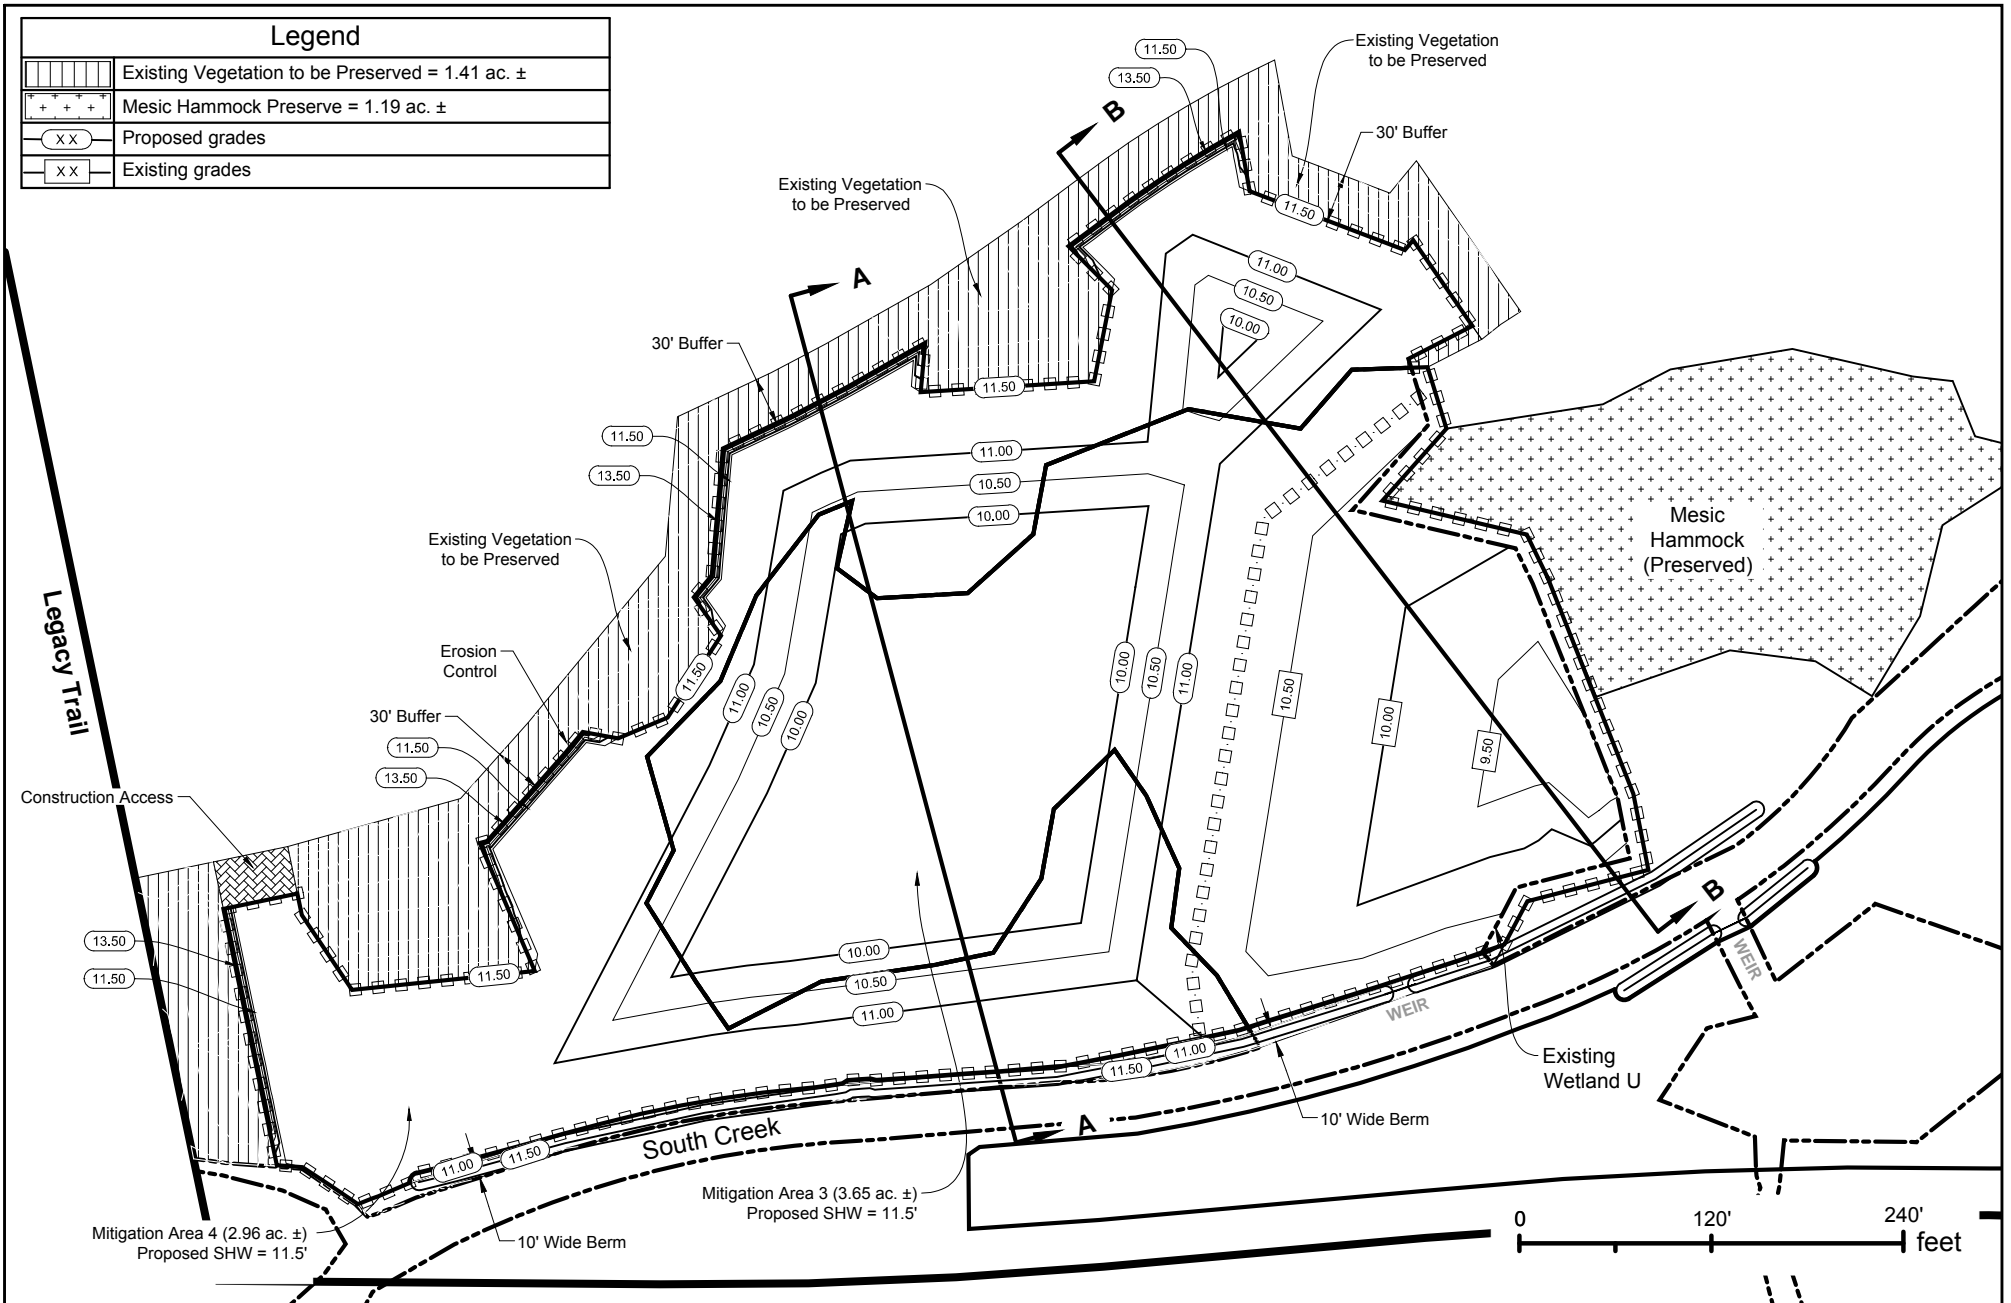 Legend
Existing Vegetation to be Preserved = 1.41 ac. ±
Mesic Hammock Preserve = 1.19 ac. ±
X X Proposed grades
X X Existing grades
11.50
13.50
Existing Vegetation
to be Preserved
B
30' Buffer
11.50
Existing Vegetation
to be Preserved
A
11.00
10.50
10.00
30' Buffer
11.50
11.50
13.50
11.00
10.50
10.00
Mesic
Hammock
(Preserved)
Existing Vegetation
to be Preserved
Legacy Trail
Erosion
Control
11.50
11.00
10.50
10.00
10.00
10.50
11.00
10.50
10.00
9.50
30' Buffer
11.50
13.50
Construction Access
13.50
11.50
11.50
10.00
10.50
11.00
B
WEIR
WEIR
Existing
Wetland U
11.00
11.50
10' Wide Berm
A
South Creek
11.00
11.50
Mitigation Area 3 (3.65 ac. ±)
Proposed SHW = 11.5'
Mitigation Area 4 (2.96 ac. ±)
Proposed SHW = 11.5'
10' Wide Berm
0 120' 240'
feet